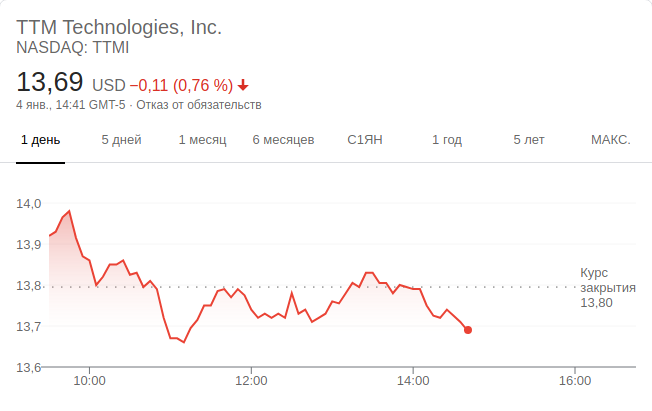 TTM Technologies, Inc.
NASDAQ: TTMI
13,69 USD −0,11 (0,76 %)
4 янв., 14:41 GMT-5 · Отказ от обязательств
1 день 5 дней 1 месяц 6 месяцев С1ЯН 1 год 5 лет МАКС.
14,0
13,9
13,8
13,7
13,6
Курс
закрытия
13,80
10:00 12:00 14:00 16:00